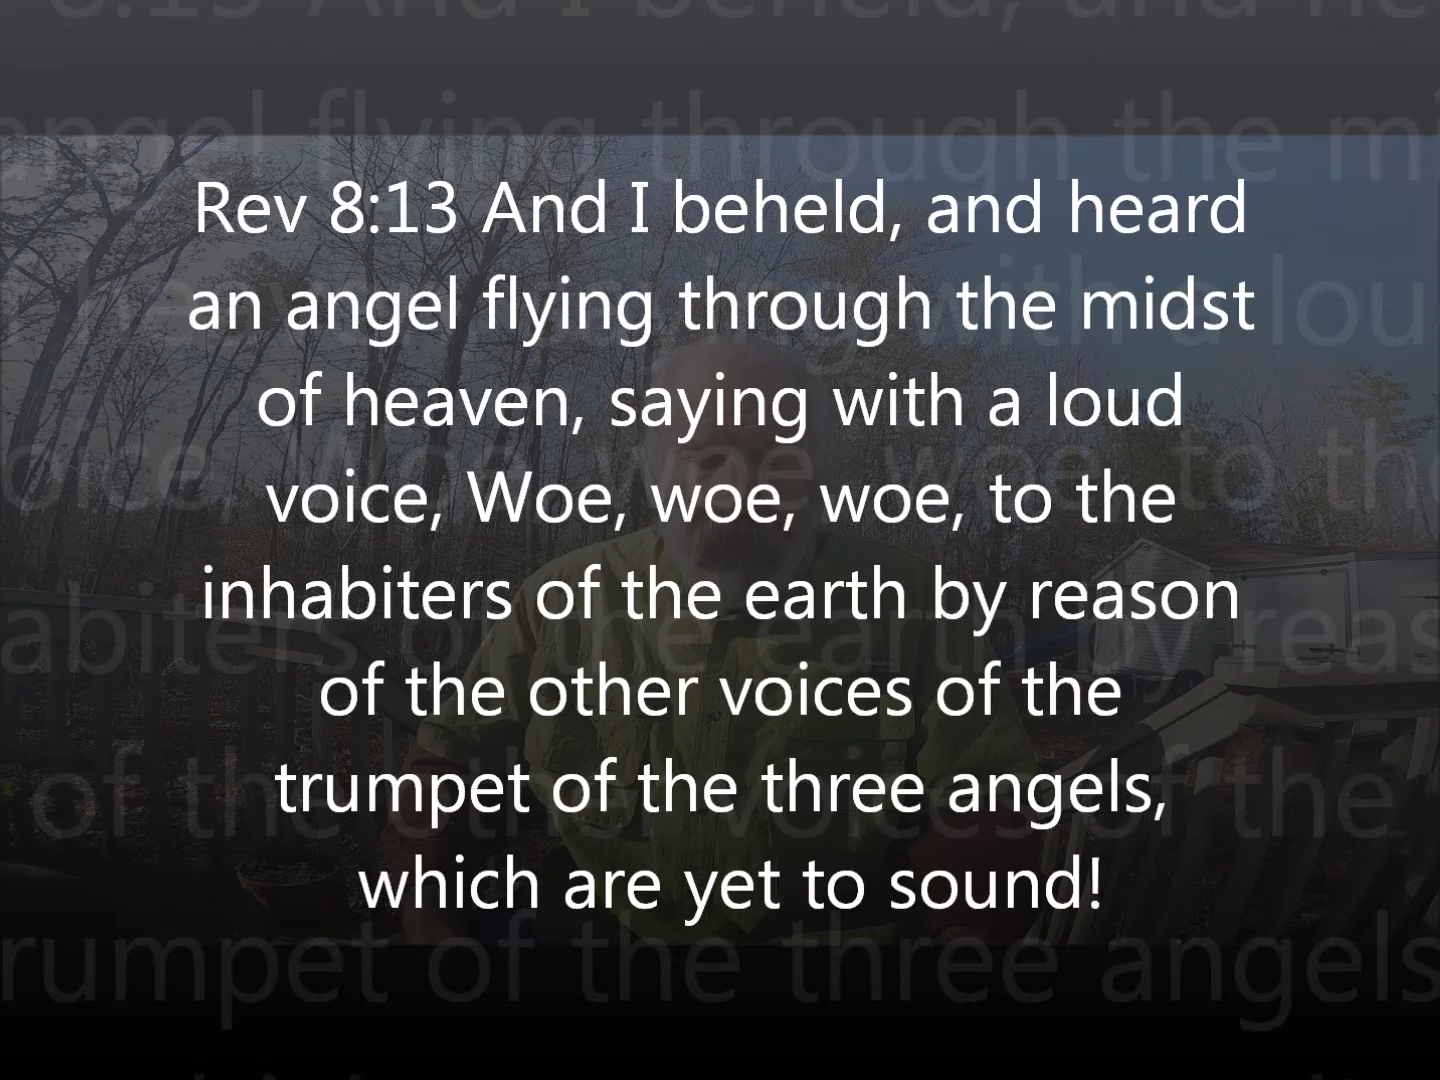 Rev 8:13 And I beheld, and heard
an angel flying through the midst
of heaven, saying with a loud
voice, Woe, woe, woe, to the
inhabiters of the earth by reason
of the other voices of the
trumpet of the three angels,
which are yet to sound!